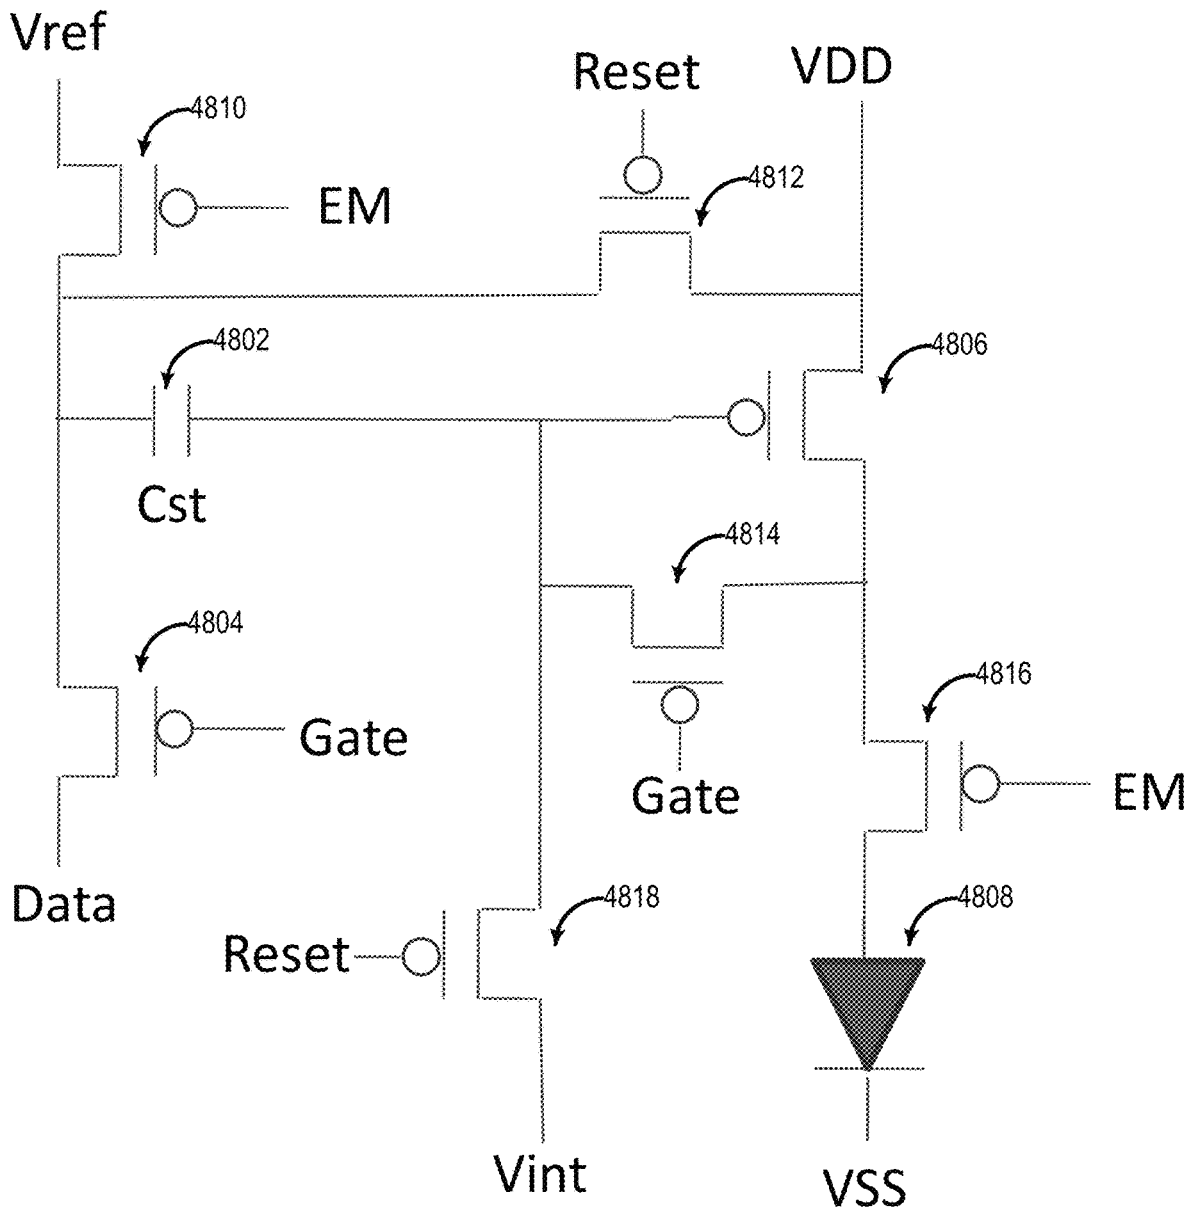 Vref
VDD
Reset
4810
4812
EM
4802
4806
Cst
4814
4804
4816
Gate
Gate
EM
Data
4818
4808
Reset
Vint
VSS